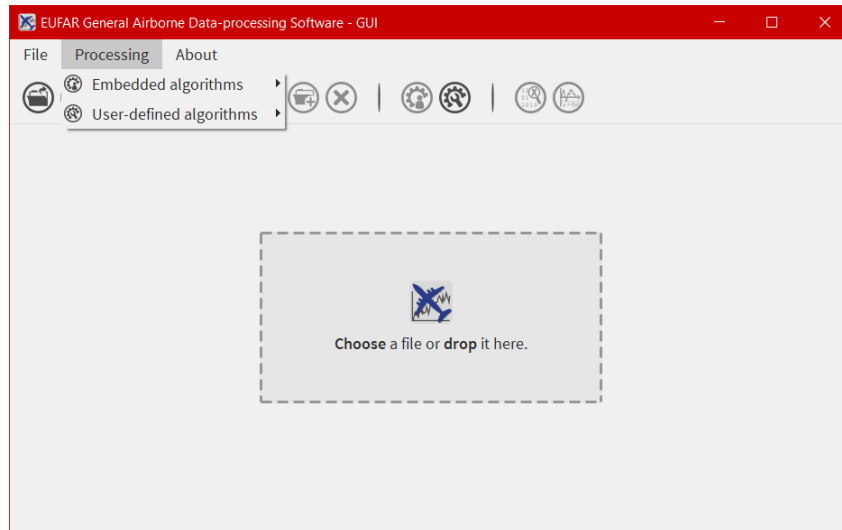 EUFAR General Airborne Data-processing Software - GUI
File Processing About
Embedded algorithms
User-defined algorithms
Choose a file or drop it here.